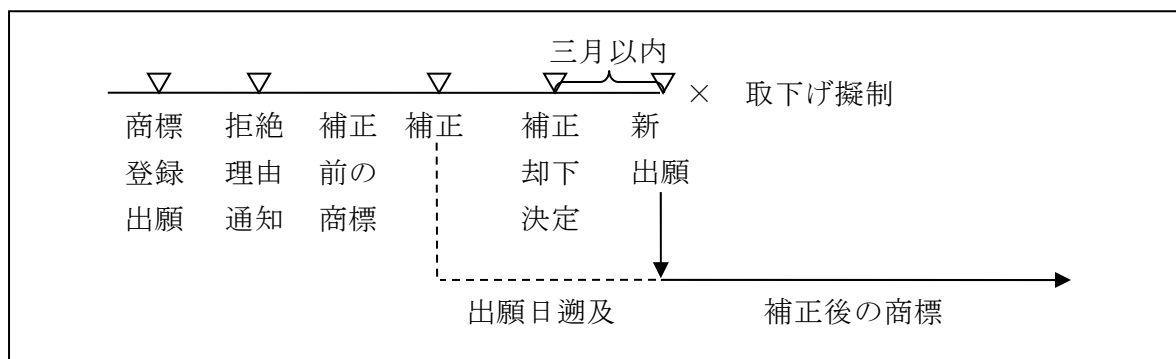 三月以内
▽ ▽ ▽ ▽ ▽ × 取下げ擬制
商標 拒絶 補正 補正 補正 新
登録 理由 前の 却下 出願
出願 通知 商標 決定
出願日遡及 補正後の商標